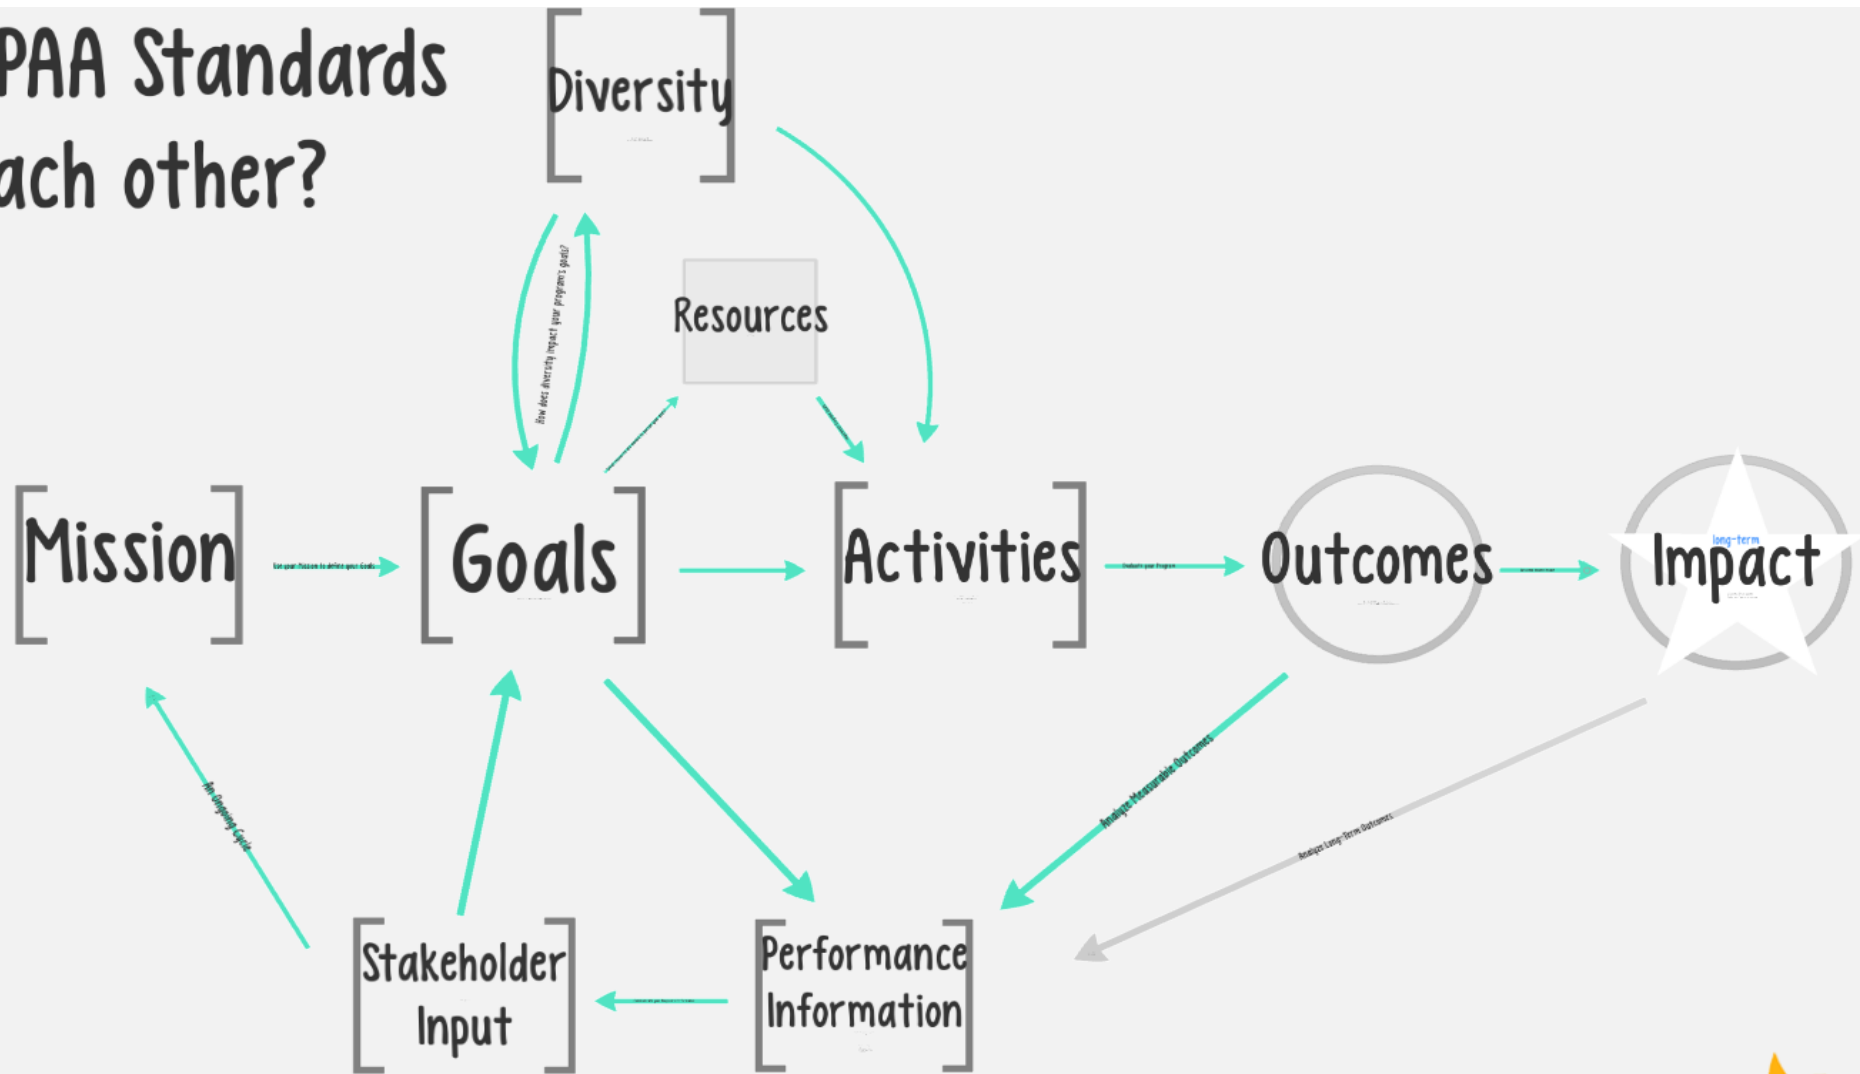 PAA Standards
ach other?
Diversity
How does diversity impact your program's goals?
Resources
Mission
Use your Mission to define your Goals
Goals
Activities
Evaluate your Program
Outcomes
long-term
Impact
An Ongoing Cycle
Analyze Measurable Outcomes
Analyze Long-Term Outcomes
Stakeholder
Input
Performance
Information